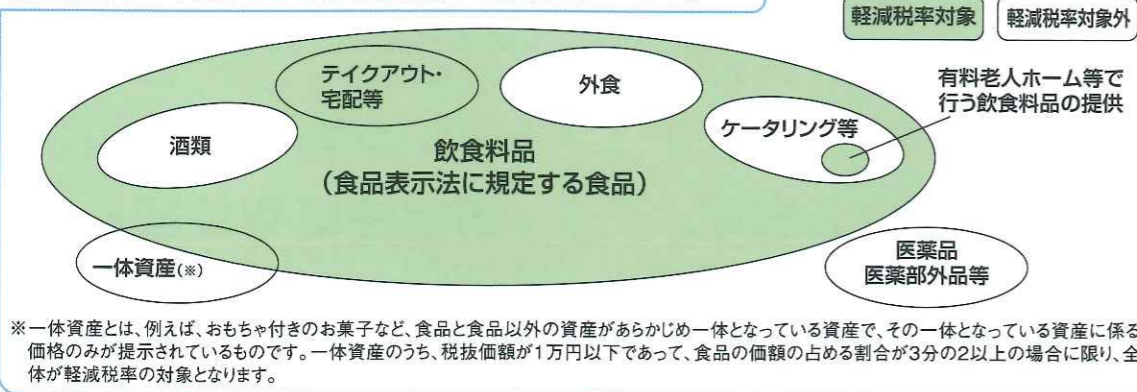 軽減税率対象
軽減税率対象外
テイクアウト・
宅配等
外食
有料老人ホーム等で
行う飲食料品の提供
ケータリング等
酒類
飲食料品
（食品表示法に規定する食品）
一体資産(※)
医薬品
医薬部外品等
※一体資産とは、例えば、おもちゃ付きのお菓子など、食品と食品以外の資産があらかじめ一体となっている資産で、その一体となっている資産に係る
価格のみが提示されているものです。一体資産のうち、税抜価額が1万円以下であって、食品の価額の占める割合が3分の2以上の場合に限り、全
体が軽減税率の対象となります。